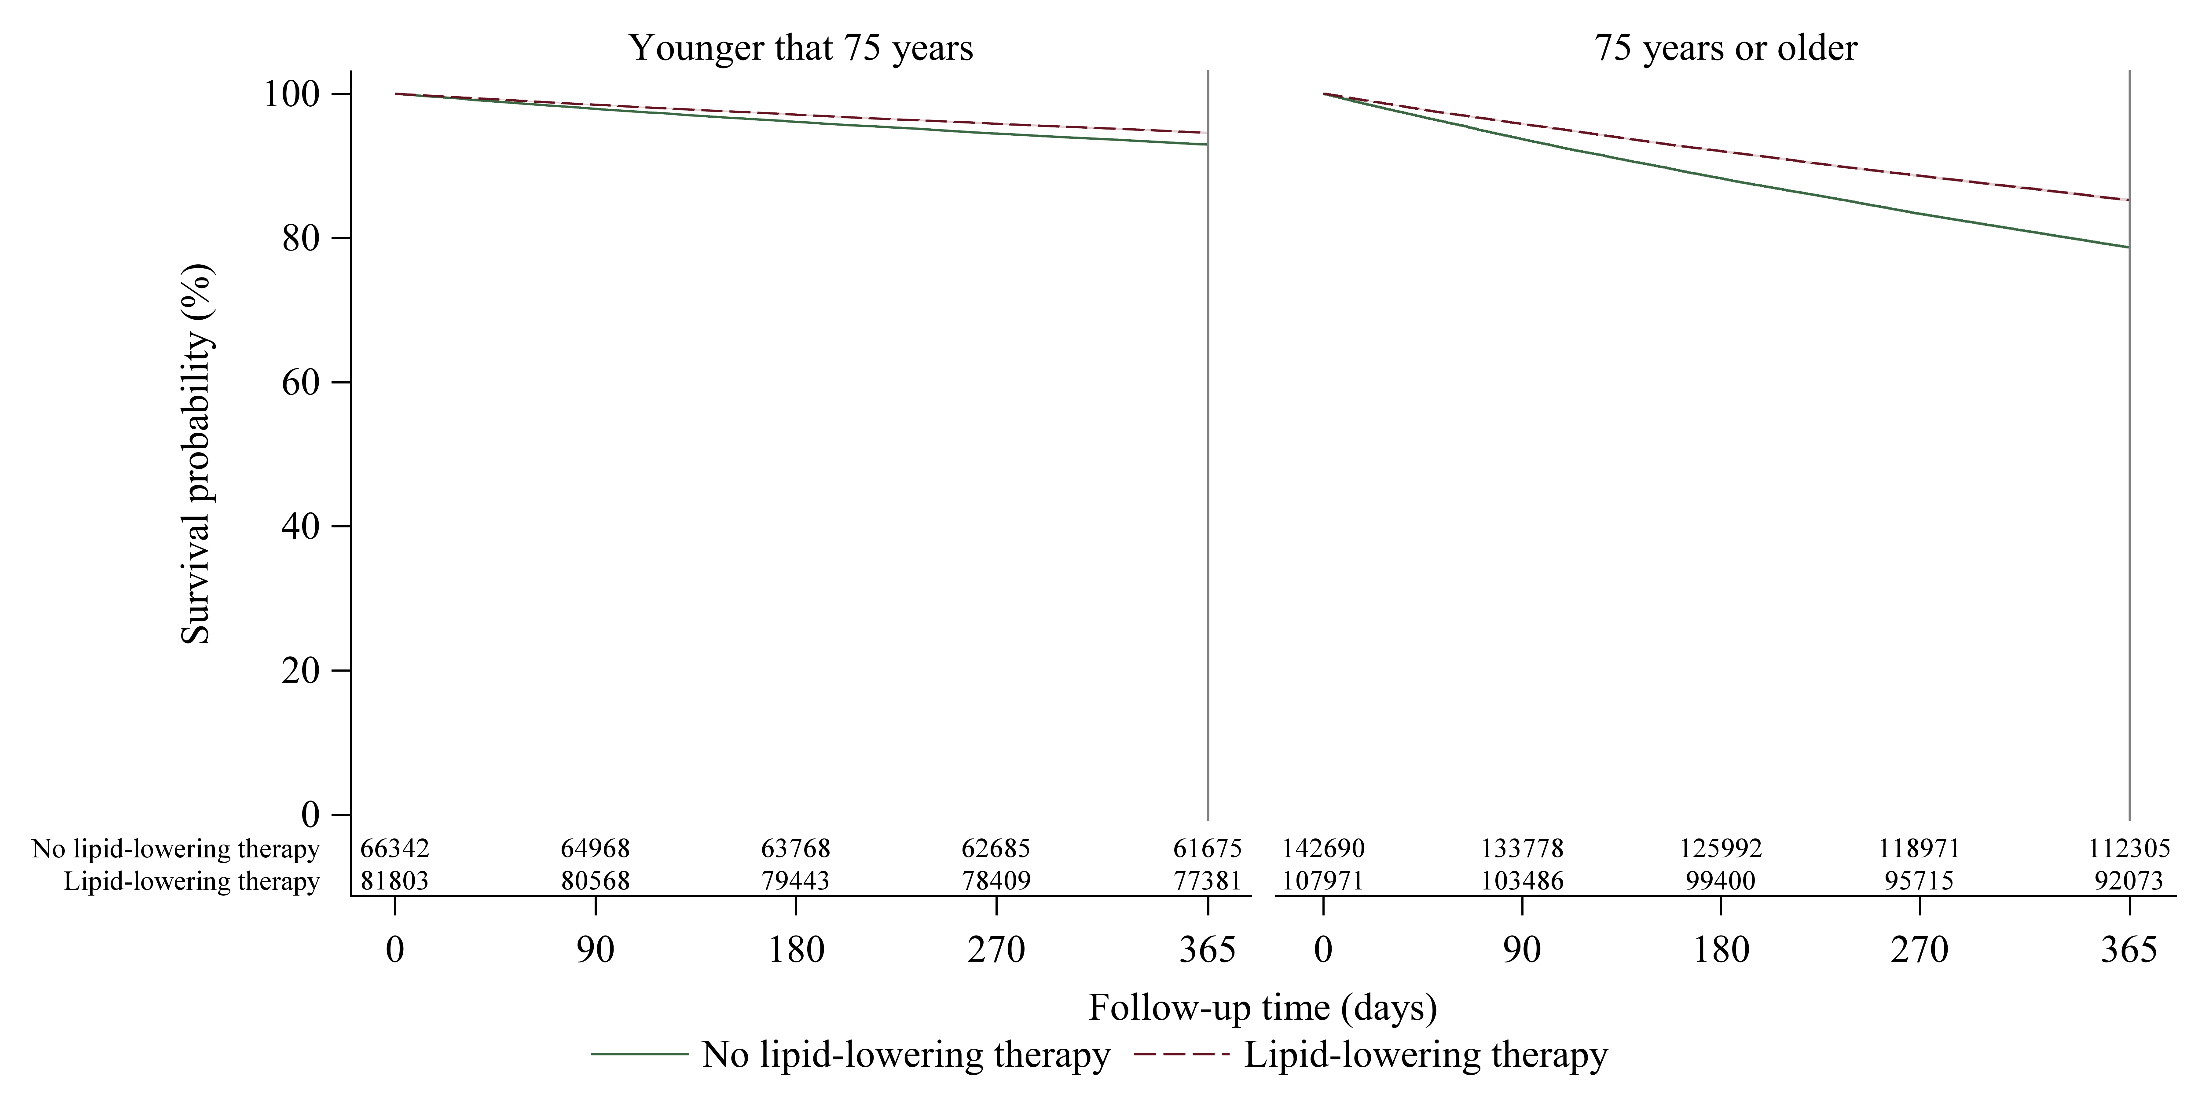 Younger that 75 years
75 years or older
Survival probability (%)
100
80
60
40
20
0
No lipid-lowering therapy 66342 64968 63768 62685 61675 142690 133778 125992 118971 112305
Lipid-lowering therapy 81803 80568 79443 78409 77381 107971 103486 99400 95715 92073
0 90 180 270 365 0 90 180 270 365
Follow-up time (days)
No lipid-lowering therapy Lipid-lowering therapy